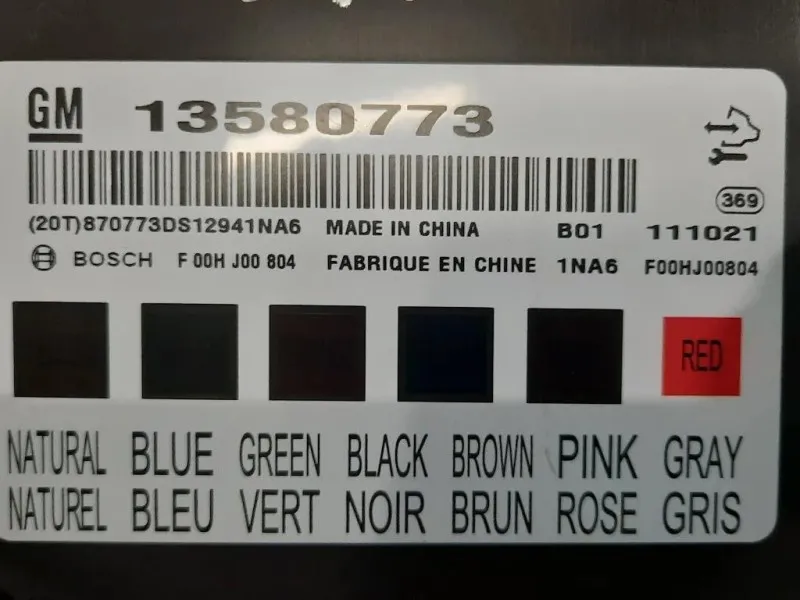 GM 13580773
369
(20T)870773DS12941NA6 MADE IN CHINA B01 111021
BOSCH F 00H J00 804 FABRIQUE EN CHINE 1NA6 F00HJ00804
RED
NATURAL BLUE GREEN BLACK BROWN PINK GRAY
NATUREL BLEU VERT NOIR BRUN ROSE GRIS